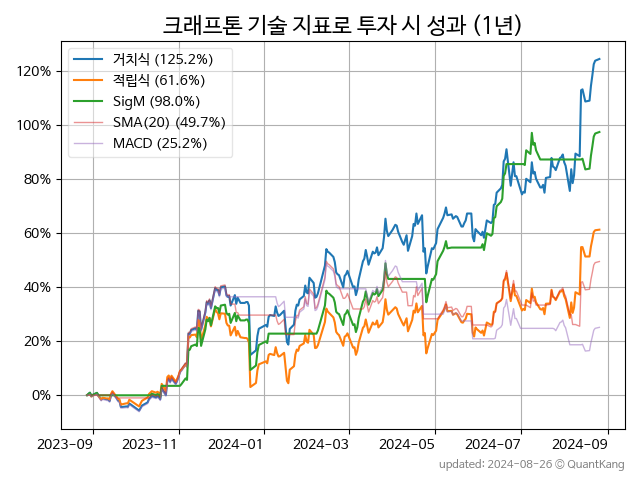 크래프톤 기술 지표로 투자 시 성과 (1년)
거치식 (125.2%)
적립식 (61.6%)
SigM (98.0%)
SMA(20) (49.7%)
MACD (25.2%)
120%
100%
80%
60%
40%
20%
0%
2023-09 2023-11 2024-01 2024-03 2024-05 2024-07 2024-09
updated: 2024-08-26 © QuantKang